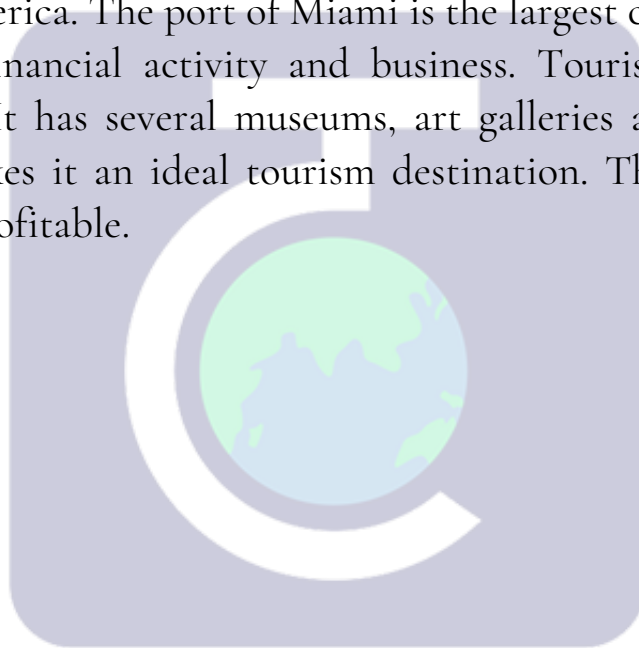 erica. The port of Miami is the largest
inancial activity and business. Touris
t has several museums, art galleries a
es it an ideal tourism destination. Th
ofitable.